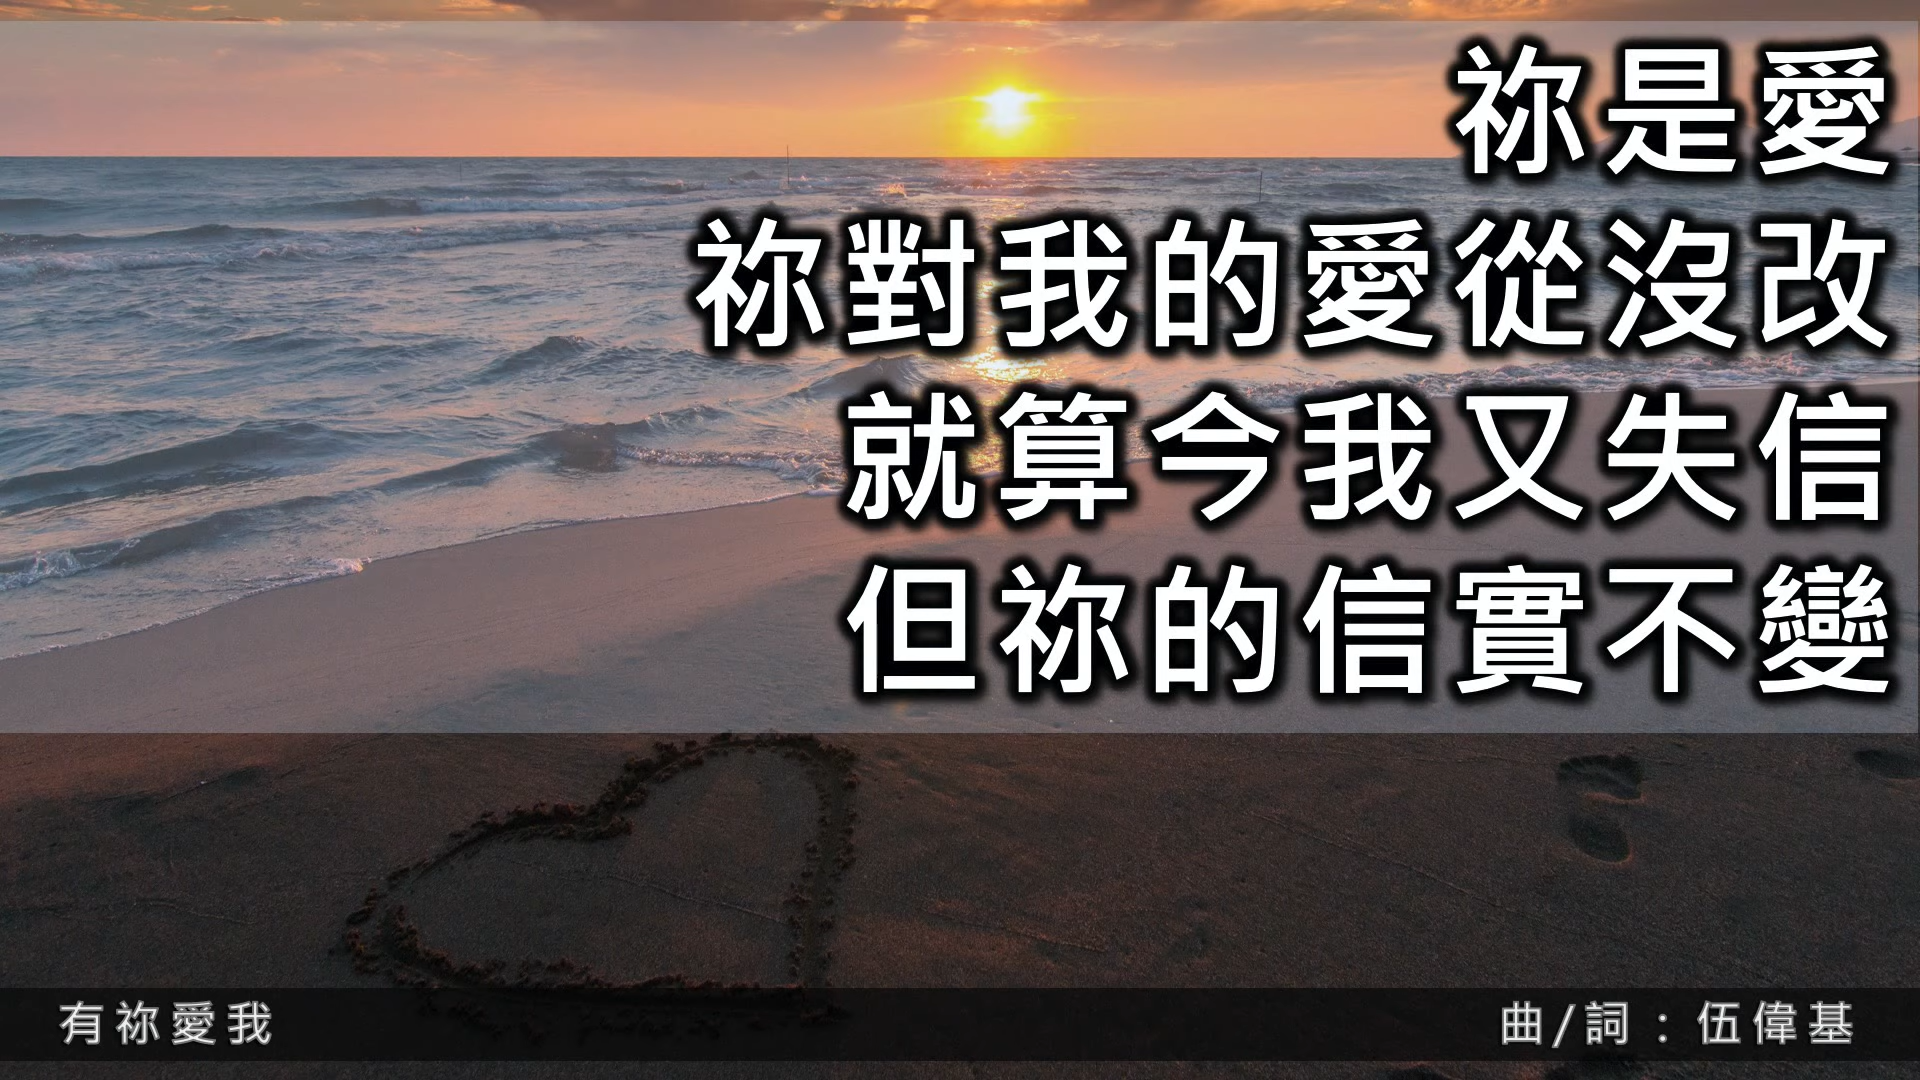 祢是愛
祢對我的愛從沒改
就算今我又失信
但祢的信實不變
有祢愛我
曲/詞：伍偉基